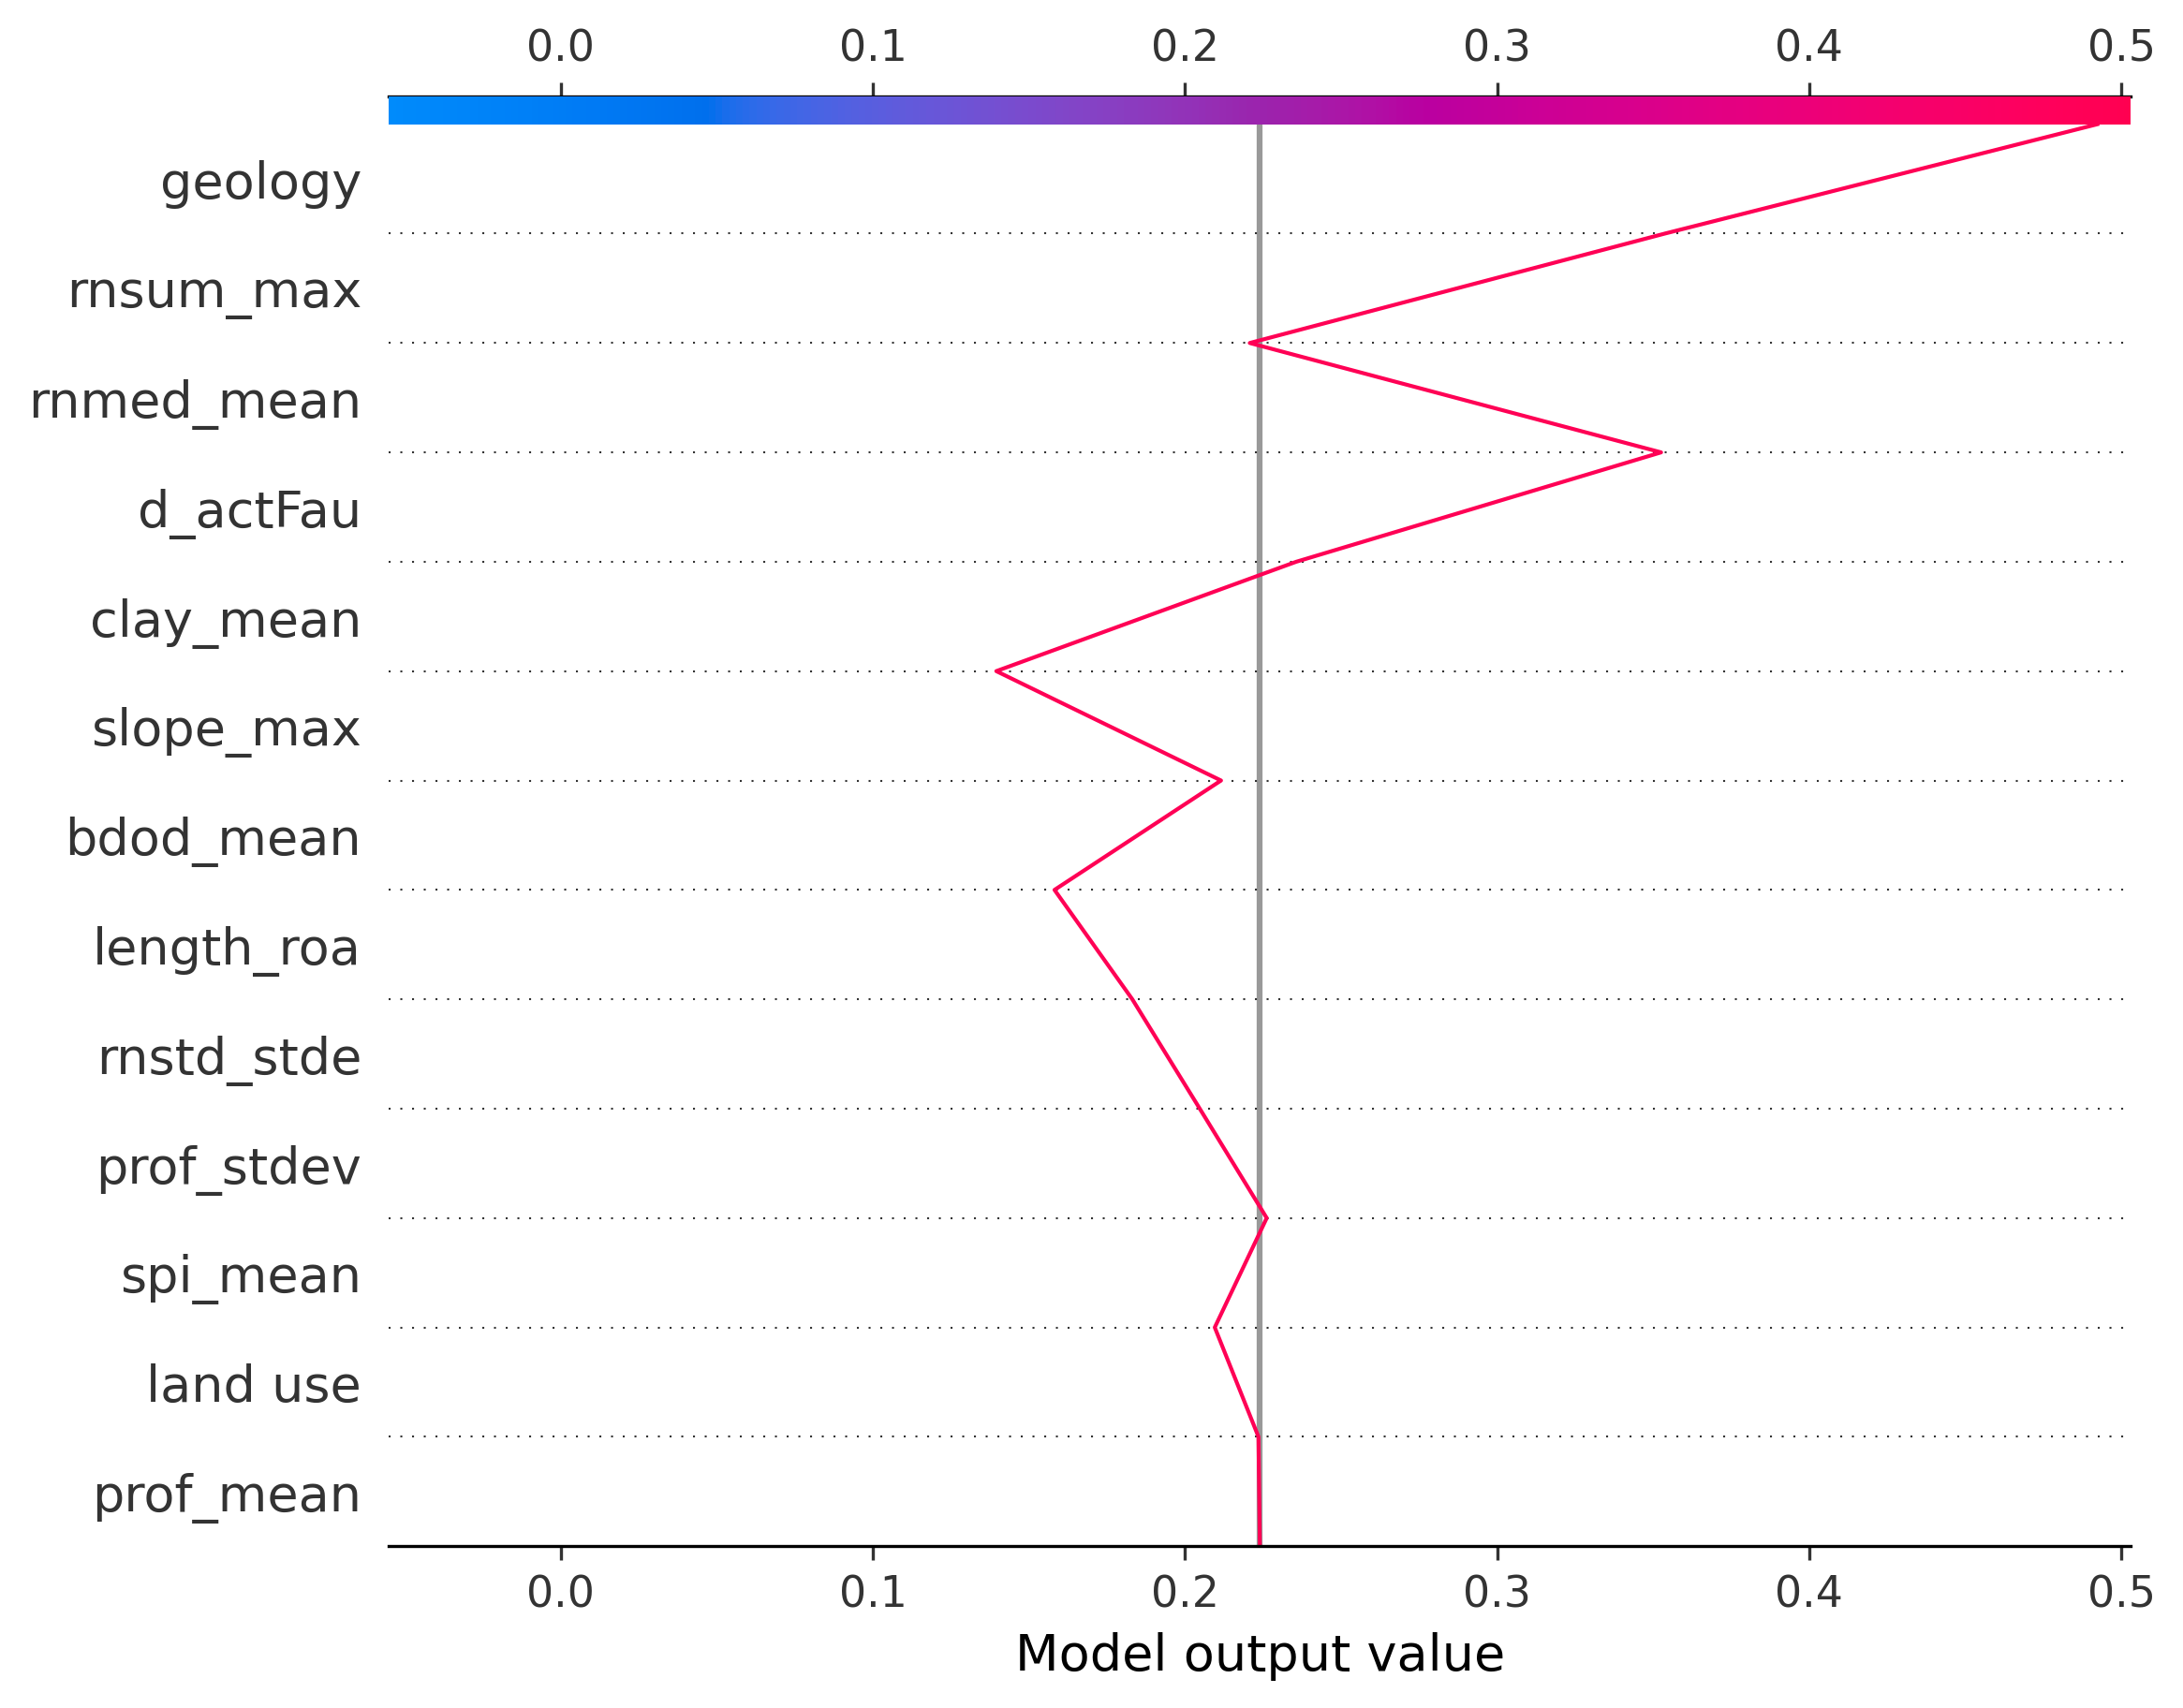 0.0 0.1 0.2 0.3 0.4 0.5
geology
rnsum_max
rnmed_mean
d_actFau
clay_mean
slope_max
bdod_mean
length_roa
rnstd_stde
prof_stdev
spi_mean
land use
prof_mean
0.0 0.1 0.2 0.3 0.4 0.5
Model output value